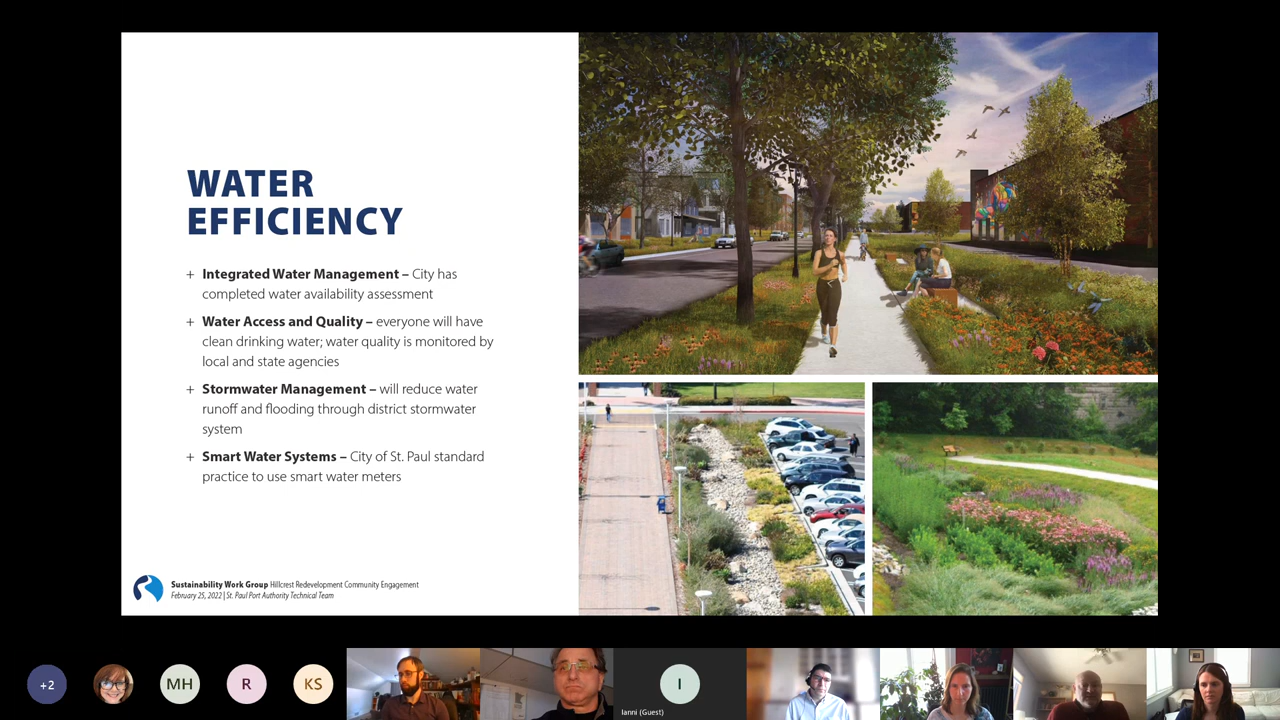 WATER
EFFICIENCY
+ Integrated Water Management – City has
completed water availability assessment
+ Water Access and Quality – everyone will have
clean drinking water; water quality is monitored by
local and state agencies
+ Stormwater Management – will reduce water
runoff and flooding through district stormwater
system
+ Smart Water Systems – City of St. Paul standard
practice to use smart water meters
Sustainability Work Group Hillcrest Redevelopment Community Engagement
February 25, 2022 | St. Paul Port Authority Technical Team
+2
MH
R
KS
I
Ianni (Guest)